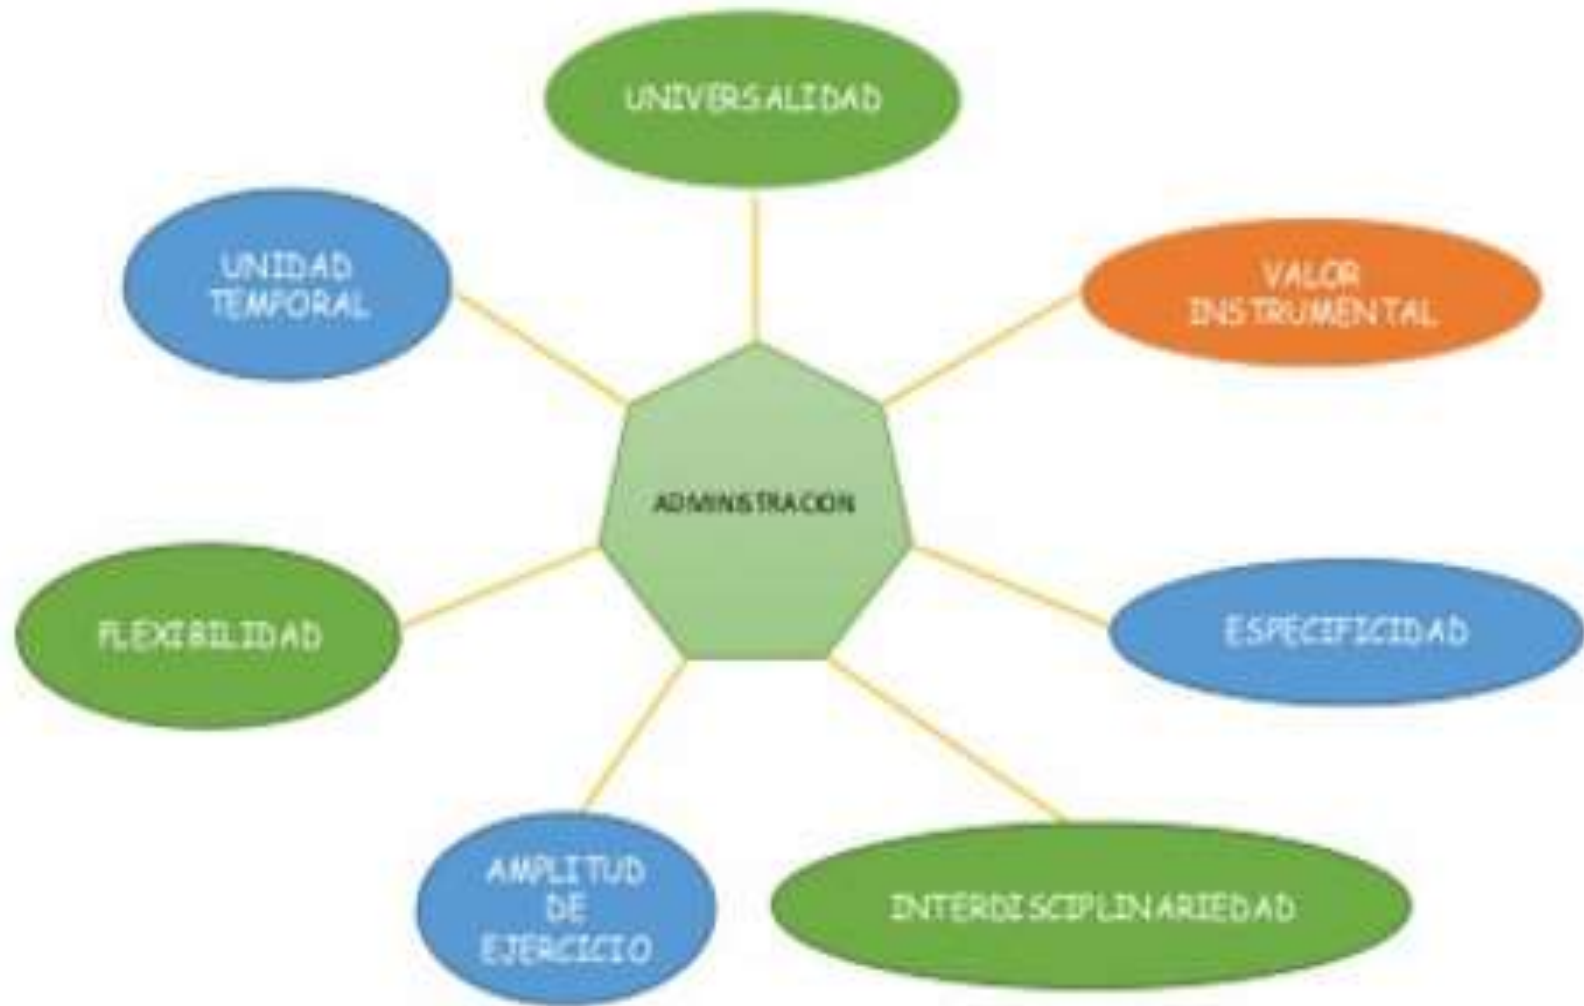 UNIVERSALIDAD
UNIDAD
TEMPORAL
VALOR
INSTRUMENTAL
ADMINISTRACION
FLEXIBILIDAD
ESPECIFICIDAD
AMPLITUD
DE
EJERCICIO
INTERDISCIPLINARIEDAD